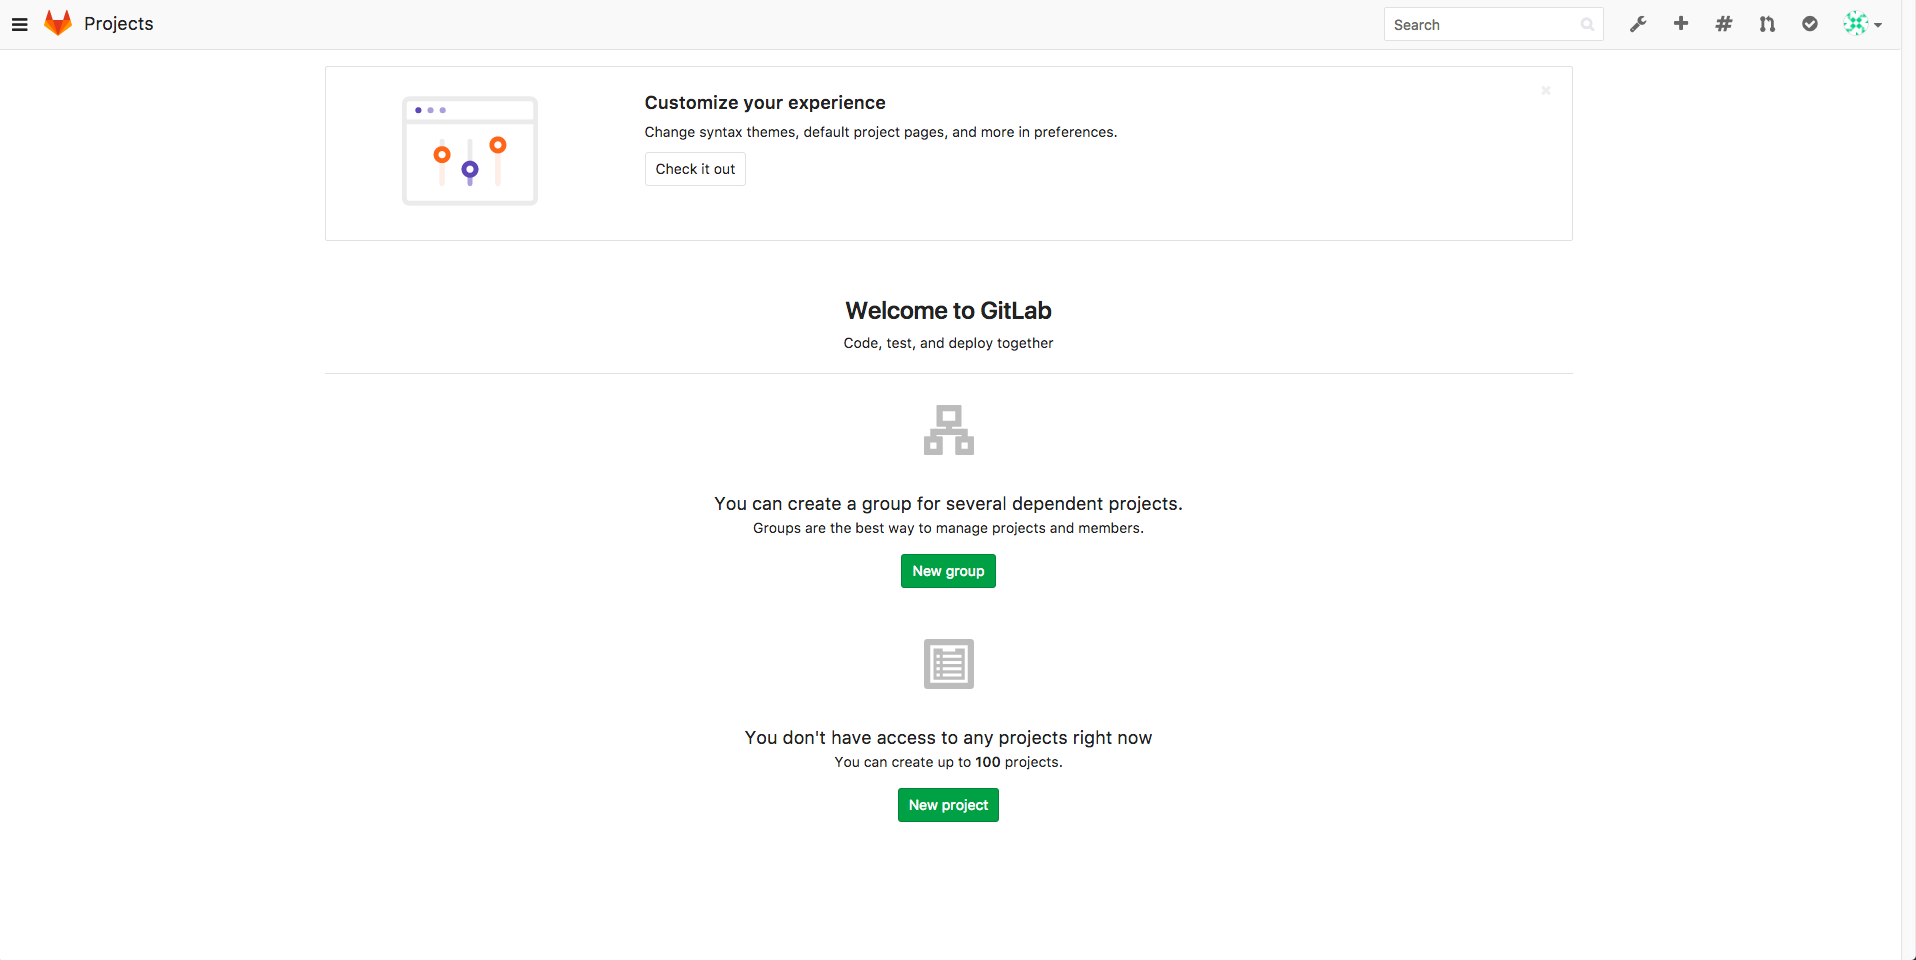 Projects
Search
Customize your experience
Change syntax themes, default project pages, and more in preferences.
Check it out
Welcome to GitLab
Code, test, and deploy together
You can create a group for several dependent projects.
Groups are the best way to manage projects and members.
New group
You don't have access to any projects right now
You can create up to 100 projects.
New project